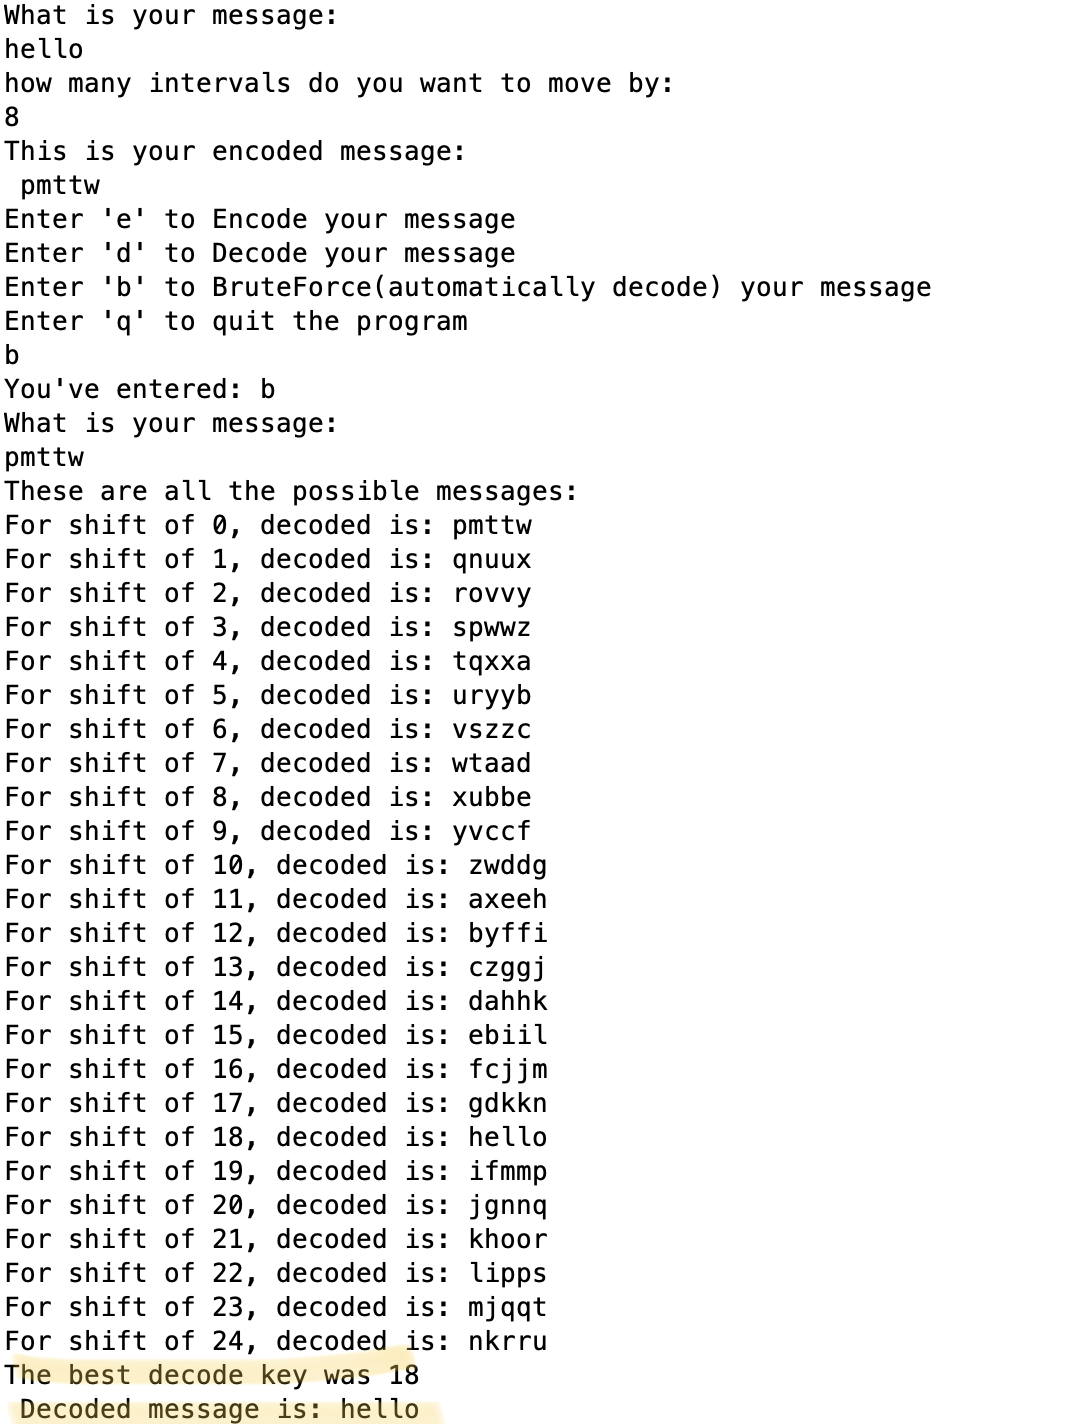 What is your message:
hello
how many intervals do you want to move by:
8
This is your encoded message:
 pmttw
Enter 'e' to Encode your message
Enter 'd' to Decode your message
Enter 'b' to BruteForce(automatically decode) your message
Enter 'q' to quit the program
b
You've entered: b
What is your message:
pmttw
These are all the possible messages:
For shift of 0, decoded is: pmttw
For shift of 1, decoded is: qnuux
For shift of 2, decoded is: rovvy
For shift of 3, decoded is: spwwz
For shift of 4, decoded is: tqxxa
For shift of 5, decoded is: uryyb
For shift of 6, decoded is: vszzc
For shift of 7, decoded is: wtaad
For shift of 8, decoded is: xubbe
For shift of 9, decoded is: yvccf
For shift of 10, decoded is: zwddg
For shift of 11, decoded is: axeeh
For shift of 12, decoded is: byffi
For shift of 13, decoded is: czggj
For shift of 14, decoded is: dahhk
For shift of 15, decoded is: ebiil
For shift of 16, decoded is: fcjjm
For shift of 17, decoded is: gdkkn
For shift of 18, decoded is: hello
For shift of 19, decoded is: ifmmp
For shift of 20, decoded is: jgnnq
For shift of 21, decoded is: khoor
For shift of 22, decoded is: lipps
For shift of 23, decoded is: mjqqt
For shift of 24, decoded is: nkrru
The best decode key was 18
 Decoded message is: hello